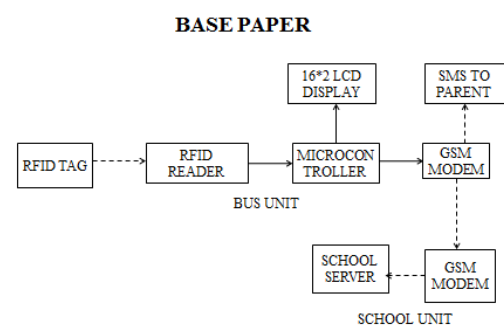 BASE PAPER
16*2 LCD
DISPLAY
SMS TO
PARENT
RFID TAG
RFID
READER
MICROCON
TROLLER
GSM
MODEM
BUS UNIT
SCHOOL
SERVER
GSM
MODEM
SCHOOL UNIT